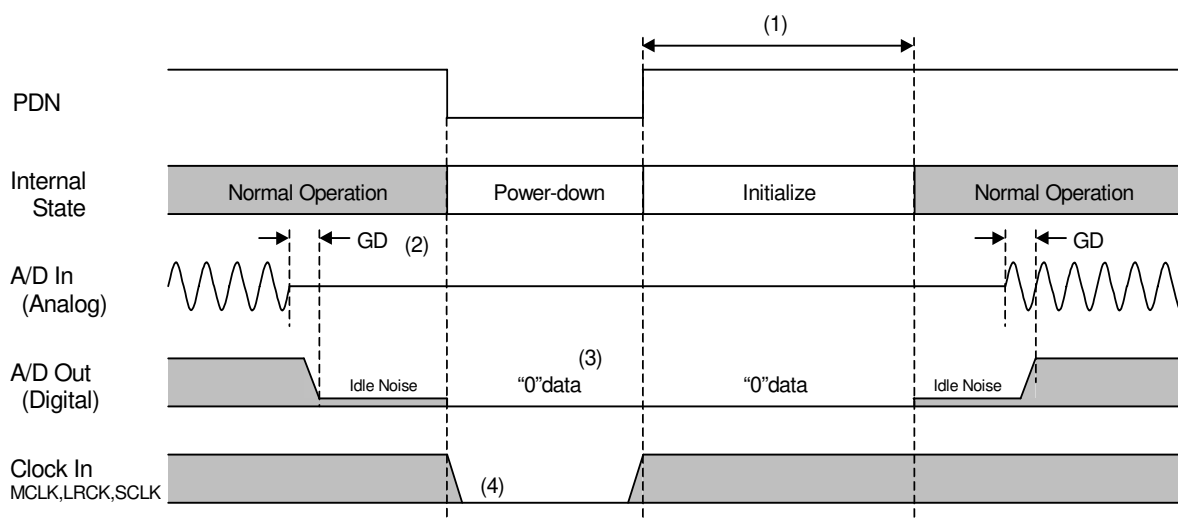 (1)
PDN
Internal
State
Normal Operation
Power-down
Initialize
Normal Operation
GD (2)
GD
A/D In
(Analog)
A/D Out
(Digital)
Idle Noise
“0”data
(3)
“0”data
Idle Noise
Clock In
MCLK,LRCK,SCLK
(4)